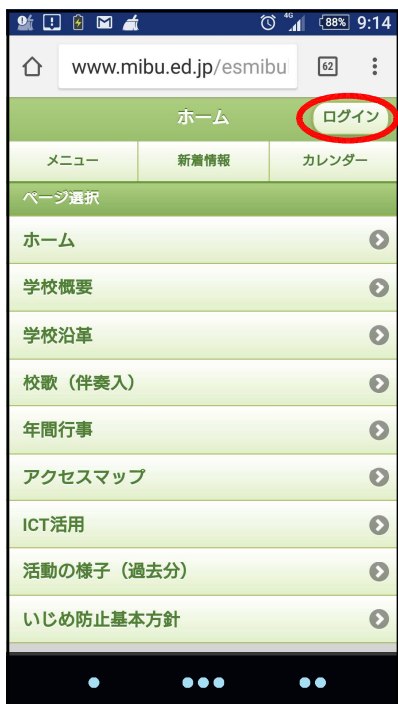 4G 88% 9:14
www.mibu.ed.jp/esmibu 62
ホーム ログイン
メニュー 新着情報 カレンダー
ページ選択
ホーム
学校概要
学校沿革
校歌（伴奏入）
年間行事
アクセスマップ
ICT活用
活動の様子（過去分）
いじめ防止基本方針